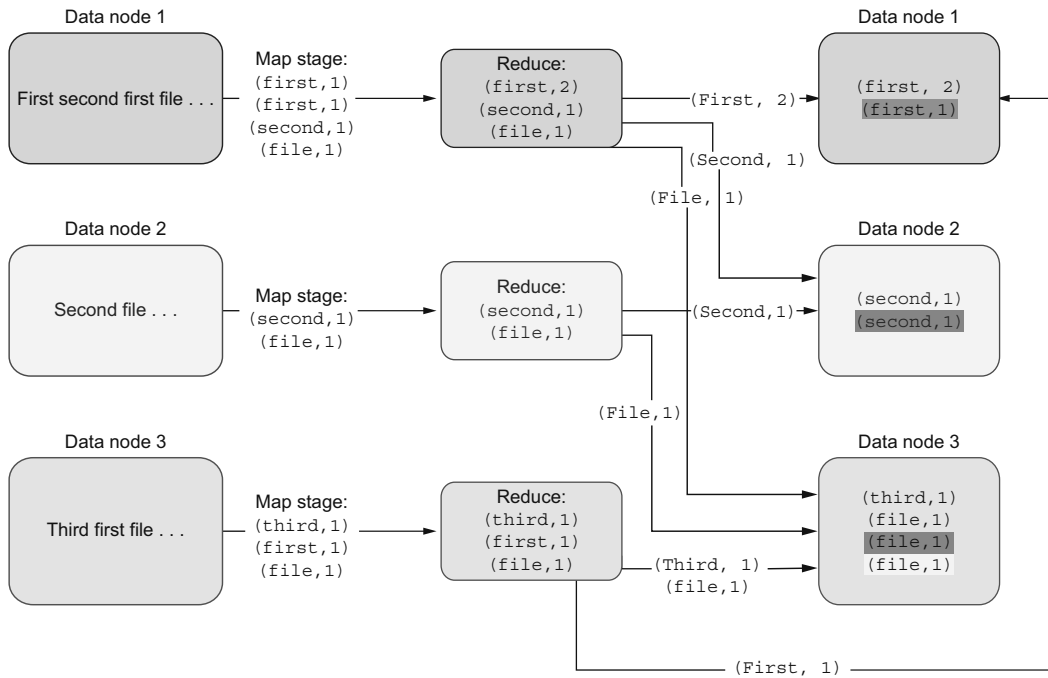 Data node 1
First second first file . . .
Map stage:
(first,1)
(first,1)
(second,1)
(file,1)
Reduce:
(first,2)
(second,1)
(file,1)
(First, 2)
(Second, 1)
(File, 1)
Data node 1
(first, 2)
(first,1)
Data node 2
Second file . . .
Map stage:
(second,1)
(file,1)
Reduce:
(second,1)
(file,1)
(Second,1)
(File,1)
Data node 2
(second,1)
(second,1)
Data node 3
Third first file . . .
Map stage:
(third,1)
(first,1)
(file,1)
Reduce:
(third,1)
(first,1)
(file,1)
(Third, 1)
(file,1)
(First, 1)
Data node 3
(third,1)
(file,1)
(file,1)
(file,1)